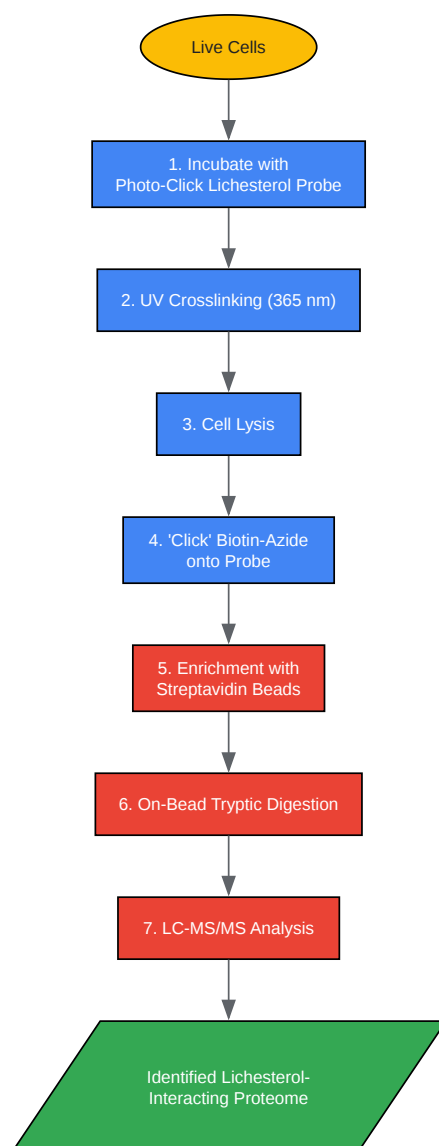 Live Cells
1. Incubate with
Photo-Click Lichesterol Probe
2. UV Crosslinking (365 nm)
3. Cell Lysis
4. 'Click' Biotin-Azide
onto Probe
5. Enrichment with
Streptavidin Beads
6. On-Bead Tryptic Digestion
7. LC-MS/MS Analysis
Identified Lichesterol-
Interacting Proteome